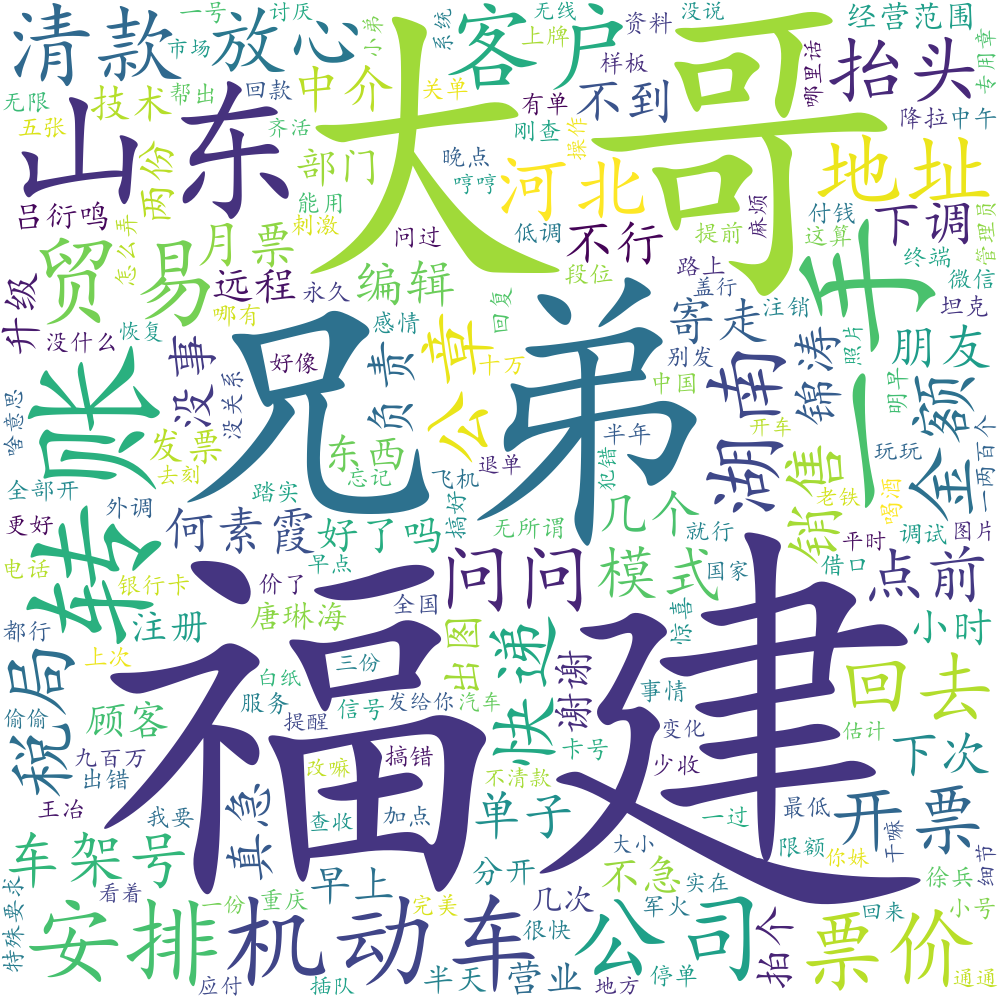 清款
放心
大哥
客户
抬头
经营范围
一号
讨厌
小弟
系统
无线
上牌
资料
样板
没说
哪里话
专用章
市场
无限
技术
帮出
回款
中介
关单
有单
不到
降拉
中午
五张
齐活
刚查
操作
山东
两份
部门
晚点
河北
地址
吕衍鸣
能用
哼哼
付钱
下调
管理员
怎么弄
刺激
低调
不行
提前
麻烦
这算
贸易
月票
问过
段位
路上
终端
微信
升级
远程
永久
编辑
盖行
寄走
注销
坦克
没什么
恢复
哪有
感情
回复
别发
照片
朋友
二手
没事
好像
兄弟
公章
十万
中国
湖南
锦涛
明早
啥意思
转账
没关系
负责
半年
开车
金额
一两百个
发票
东西
退单
销售
玩玩
全部开
去刻
忘记
飞机
犯错
老铁
喝酒
更好
外调
踏实
搞好
无所谓
几个
就行
平时
调试
图片
何素霞
好了吗
电话
银行卡
价了
早点
问问
模式
国家
借口
点前
都行
注册
唐琳海
全国
惊喜
小时
上次
出图
快递
谢谢
税局
偷偷
三份
福建
白纸
服务
信号
发给你
汽车
事情
回去
顾客
提醒
卡号
变化
估计
九百万
出错
改嘛
搞错
不清款
少收
下次
王冶
我要
真急
查收
加点
单子
一过
最低
开票
车架号
大小
限额
你妹
干嘛
细节
特殊要求
看着
早上
分开
不急
实在
徐兵
安排
一份
重庆
机动车
完美
很快
几次
军火
公司
拍个
票价
回来
小号
应付
插队
半天
营业
地方
停单
通通